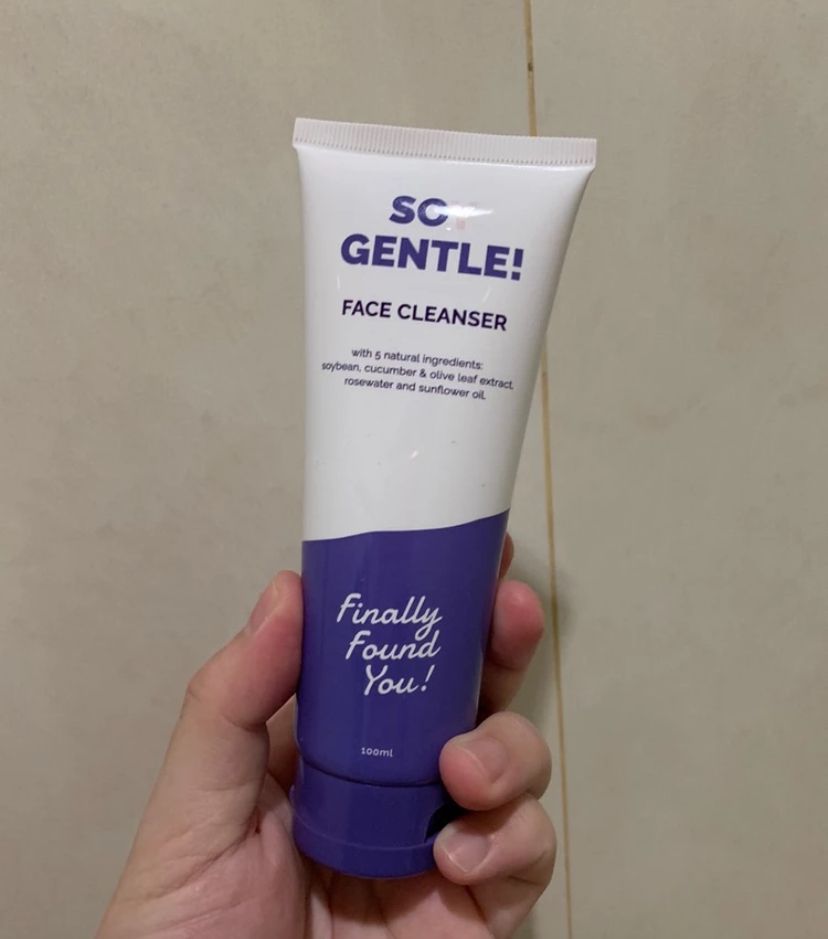 SOY
GENTLE!
FACE CLEANSER
with 5 natural ingredients:
soybean, cucumber & olive leaf extract,
rosewater and sunflower oil.
Finally
Found
You!
100ml